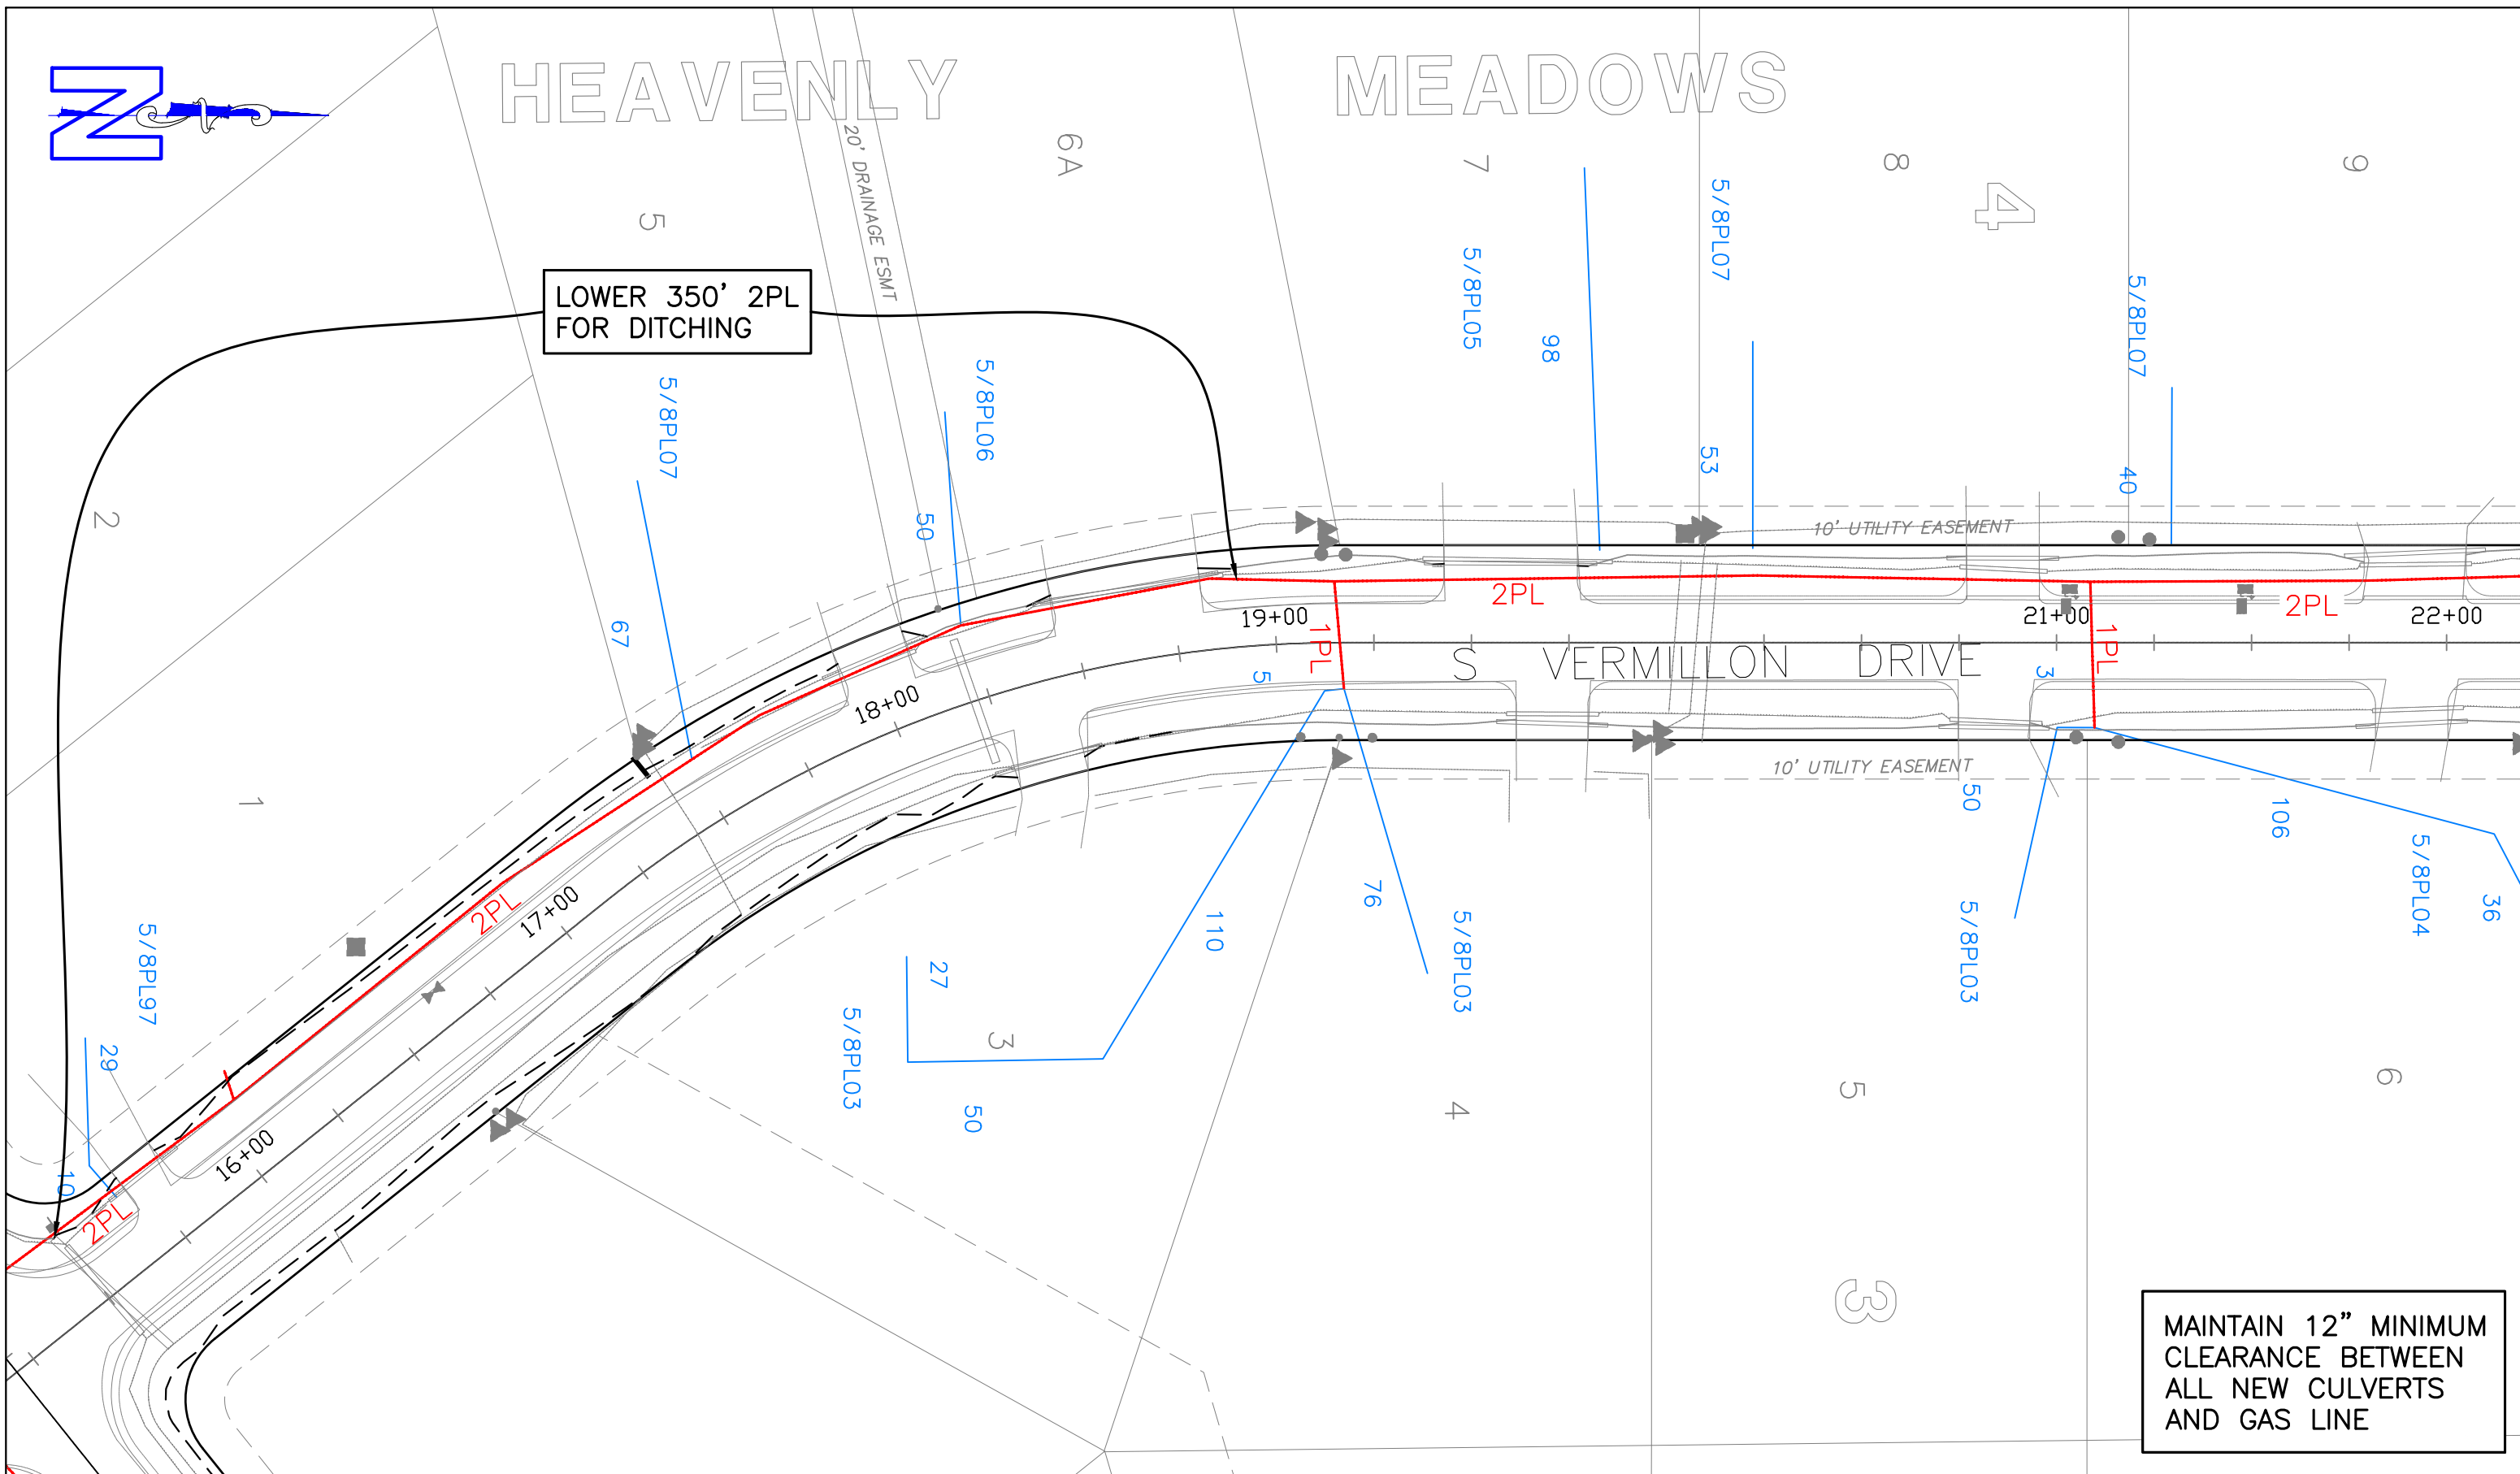 N
HEAVENLY MEADOWS
20' DRAINAGE ESMT
5
6A
7
8
4
9
LOWER 350' 2PL
FOR DITCHING
5/8PL07
67
5/8PL06
50
5/8PL05
98
5/8PL07
53
5/8PL07
40
2
1
10' UTILITY EASEMENT
2PL
2PL
19+00
21+00
22+00
1PL
1PL
5
3
S VERMILLON DRIVE
18+00
10' UTILITY EASEMENT
2PL
17+00
5/8PL97
29
10
2PL
16+00
110
76
5/8PL03
27
5/8PL03
50
50
5/8PL03
106
5/8PL04
36
3
4
5
6
3
MAINTAIN 12" MINIMUM
CLEARANCE BETWEEN
ALL NEW CULVERTS
AND GAS LINE